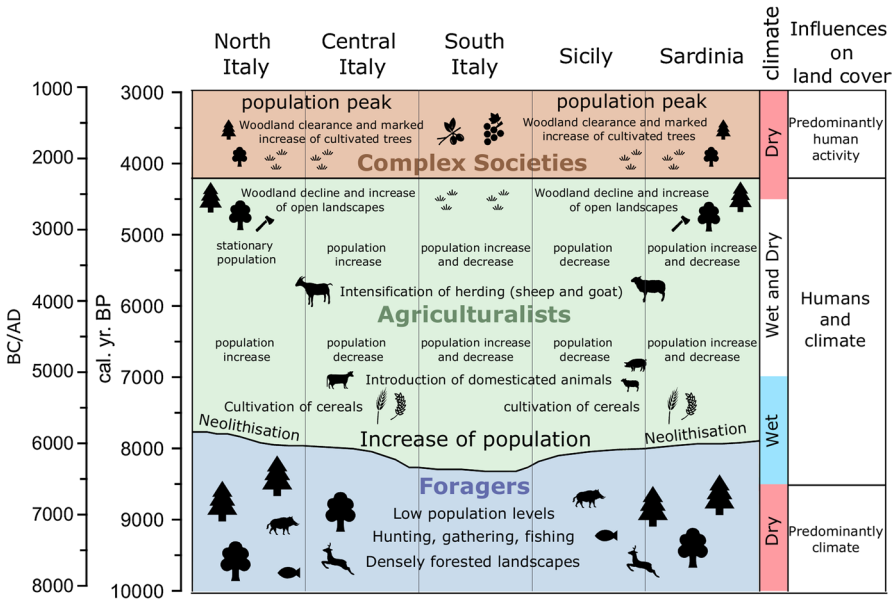 North
Italy
Central
Italy
South
Italy
Sicily
Sardinia
climate
Influences
on
land cover
BC/AD
1000
2000
3000
4000
5000
6000
7000
8000
cal. yr. BP
3000
4000
5000
6000
7000
8000
9000
10000
population peak
population peak
Woodland clearance and marked
increase of cultivated trees
Woodland clearance and marked
increase of cultivated trees
Complex Societies
Woodland decline and increase
of open landscapes
Woodland decline and increase
of open landscapes
stationary
population
population
increase
population increase
and decrease
population
decrease
population increase
and decrease
Intensification of herding (sheep and goat)
Agriculturalists
population
increase
population
decrease
population increase
and decrease
population
decrease
population increase
and decrease
Introduction of domesticated animals
Cultivation of cereals
cultivation of cereals
Neolithisation
Neolithisation
Increase of population
Foragers
Low population levels
Hunting, gathering, fishing
Densely forested landscapes
Dry
Wet and Dry
Wet
Dry
Predominantly
human
activity
Humans
and
climate
Predominantly
climate